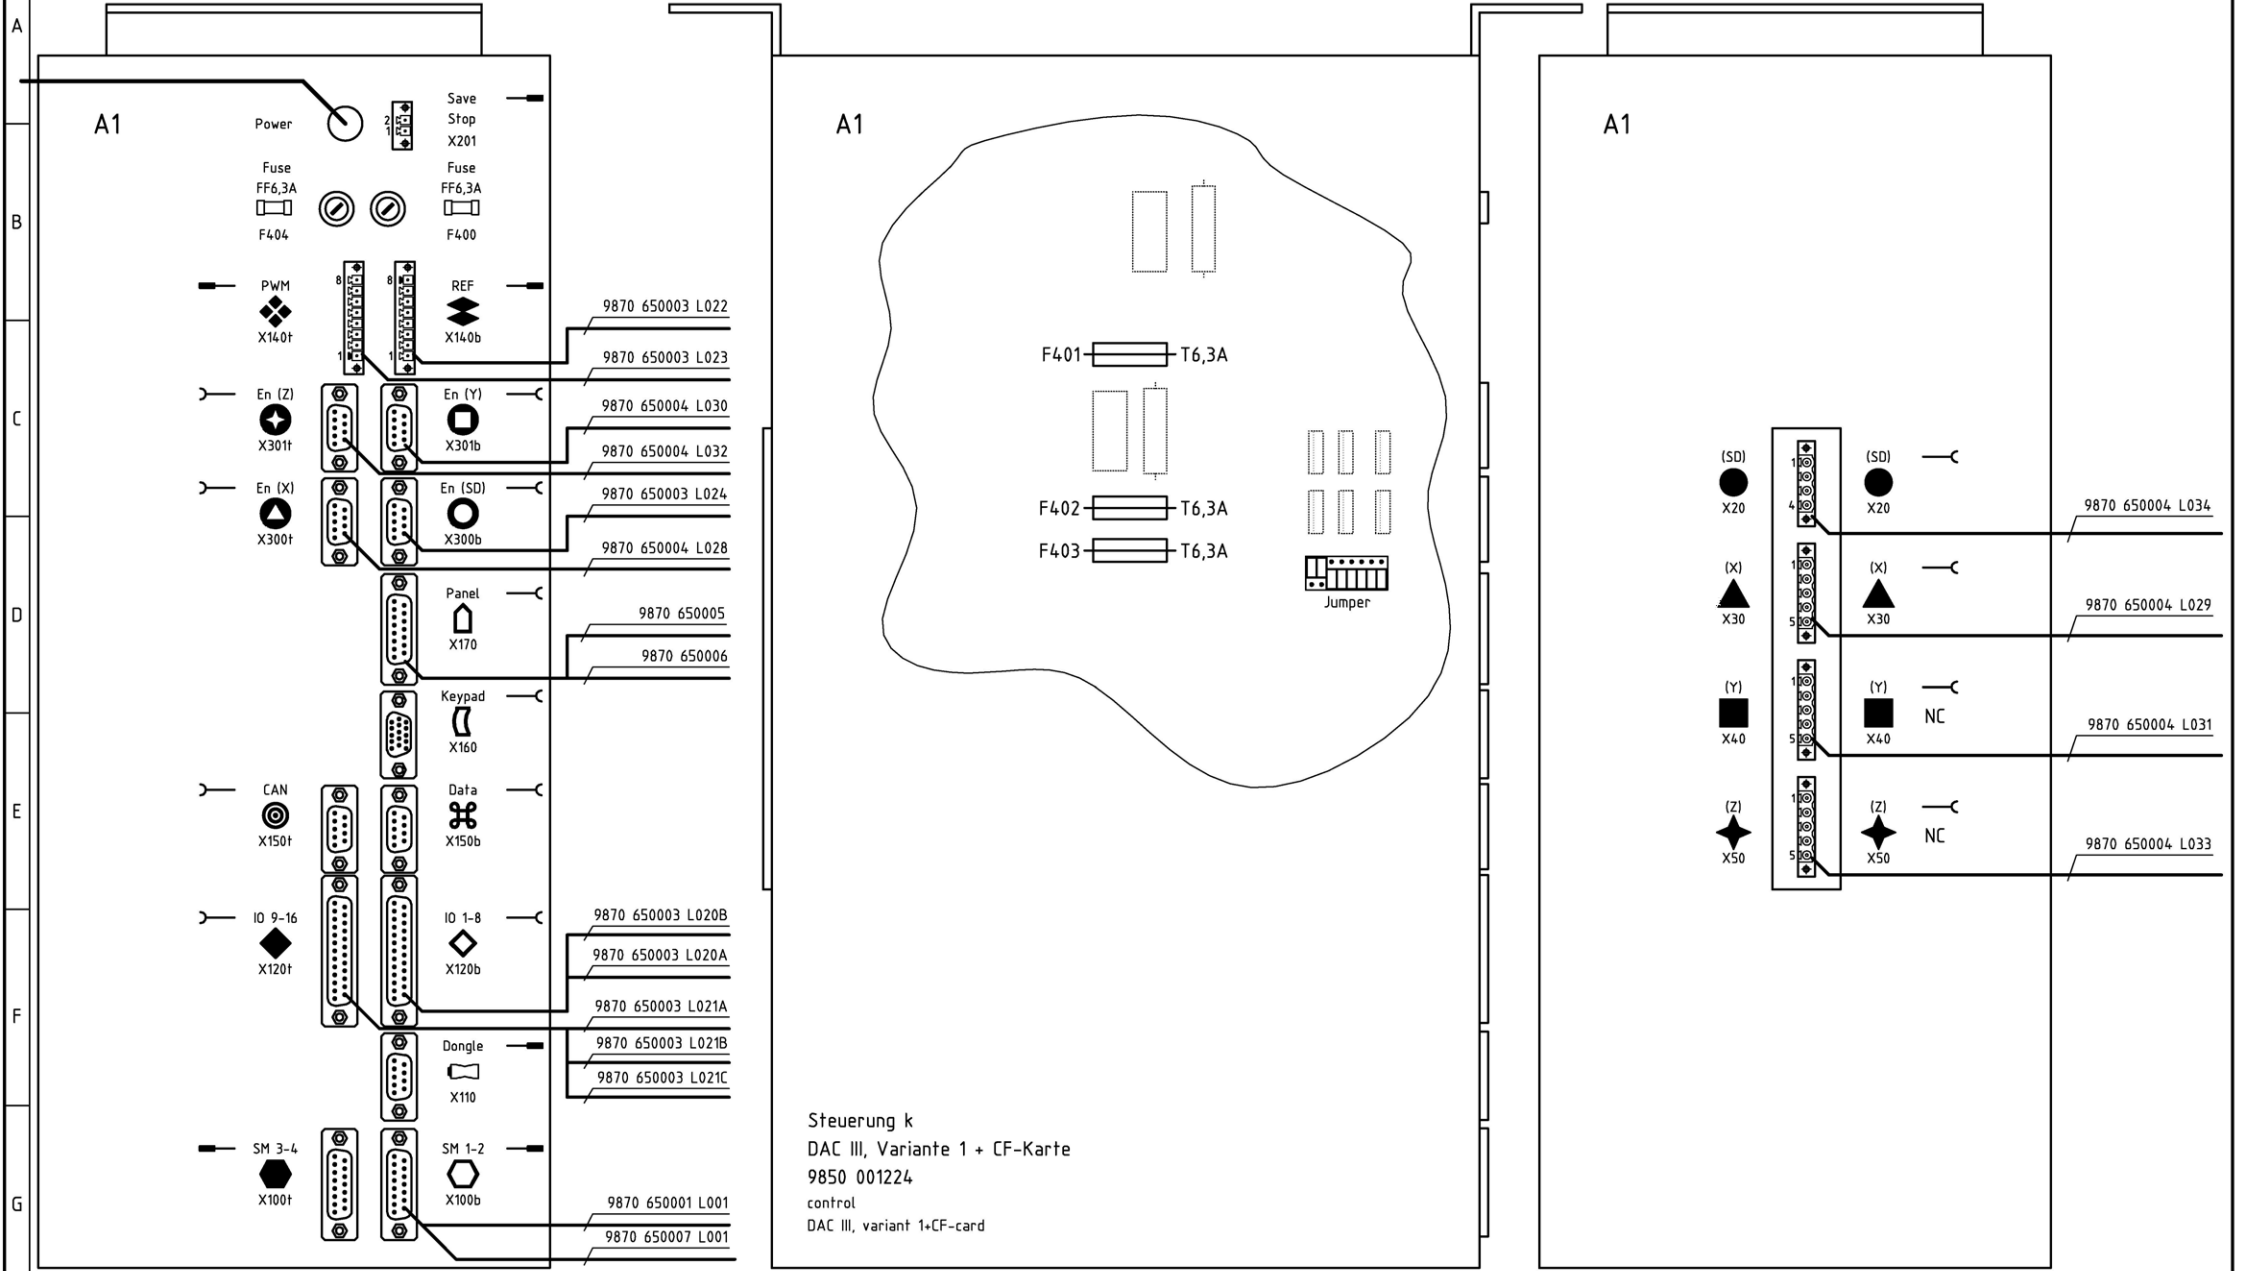 A
B
C
D
E
F
G
A1
Power
2
1
Save
Stop
X201
Fuse
FF6,3A
F404
Fuse
FF6,3A
F400
PWM
X140t
8
1
8
1
REF
X140b
9870 650003 L022
9870 650003 L023
En (Z)
X301t
En (Y)
X301b
9870 650004 L030
9870 650004 L032
En (X)
X300t
En (SD)
X300b
9870 650003 L024
9870 650004 L028
Panel
X170
9870 650005
9870 650006
Keypad
X160
CAN
X150t
Data
X150b
IO 9-16
X120t
IO 1-8
X120b
9870 650003 L020B
9870 650003 L020A
9870 650003 L021A
9870 650003 L021B
9870 650003 L021C
Dongle
X110
SM 3-4
X100t
SM 1-2
X100b
9870 650001 L001
9870 650007 L001
A1
F401 T6,3A
F402 T6,3A
F403 T6,3A
Jumper
Steuerung k
DAC III, Variante 1 + CF-Karte
9850 001224
control
DAC III, variant 1+CF-card
A1
(SD)
X20
1
4
(SD)
X20
9870 650004 L034
(X)
X30
1
5
(X)
X30
9870 650004 L029
(Y)
X40
1
5
(Y)
NC
X40
9870 650004 L031
(Z)
X50
1
5
(Z)
NC
X50
9870 650004 L033